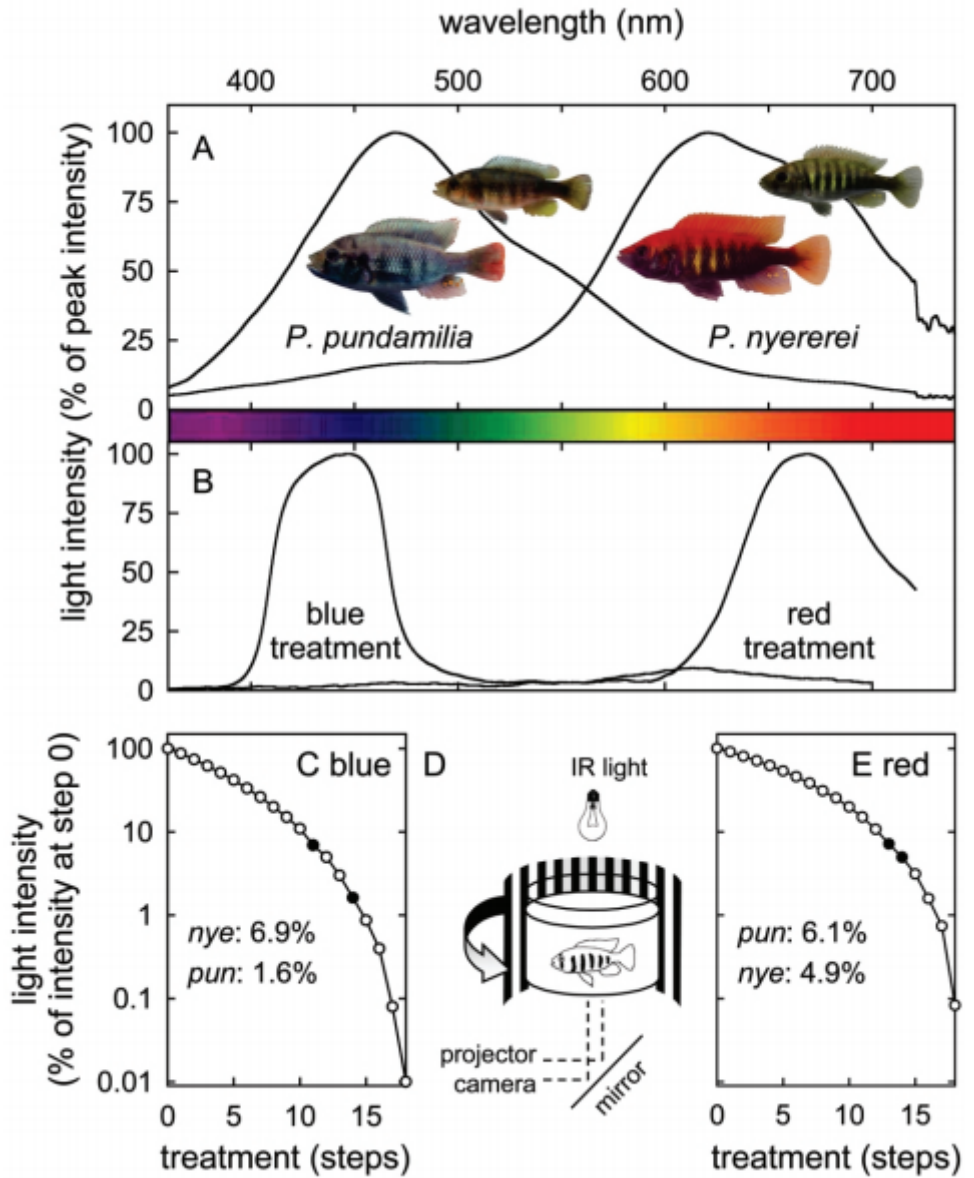 wavelength (nm)
400 500 600 700
light intensity (% of peak intensity)
100
A
75
50
25
0
P. pundamilia
P. nyererei
100
B
75
50
25
0
blue
treatment
red
treatment
light intensity
(% of intensity at step 0)
100
10
1
0.1
0.01
C blue
nye: 6.9%
pun: 1.6%
0 5 15
treatment (steps)
D
IR light
projector
camera
mirror
E red
pun: 6.1%
nye: 4.9%
0 5 15
treatment (steps)